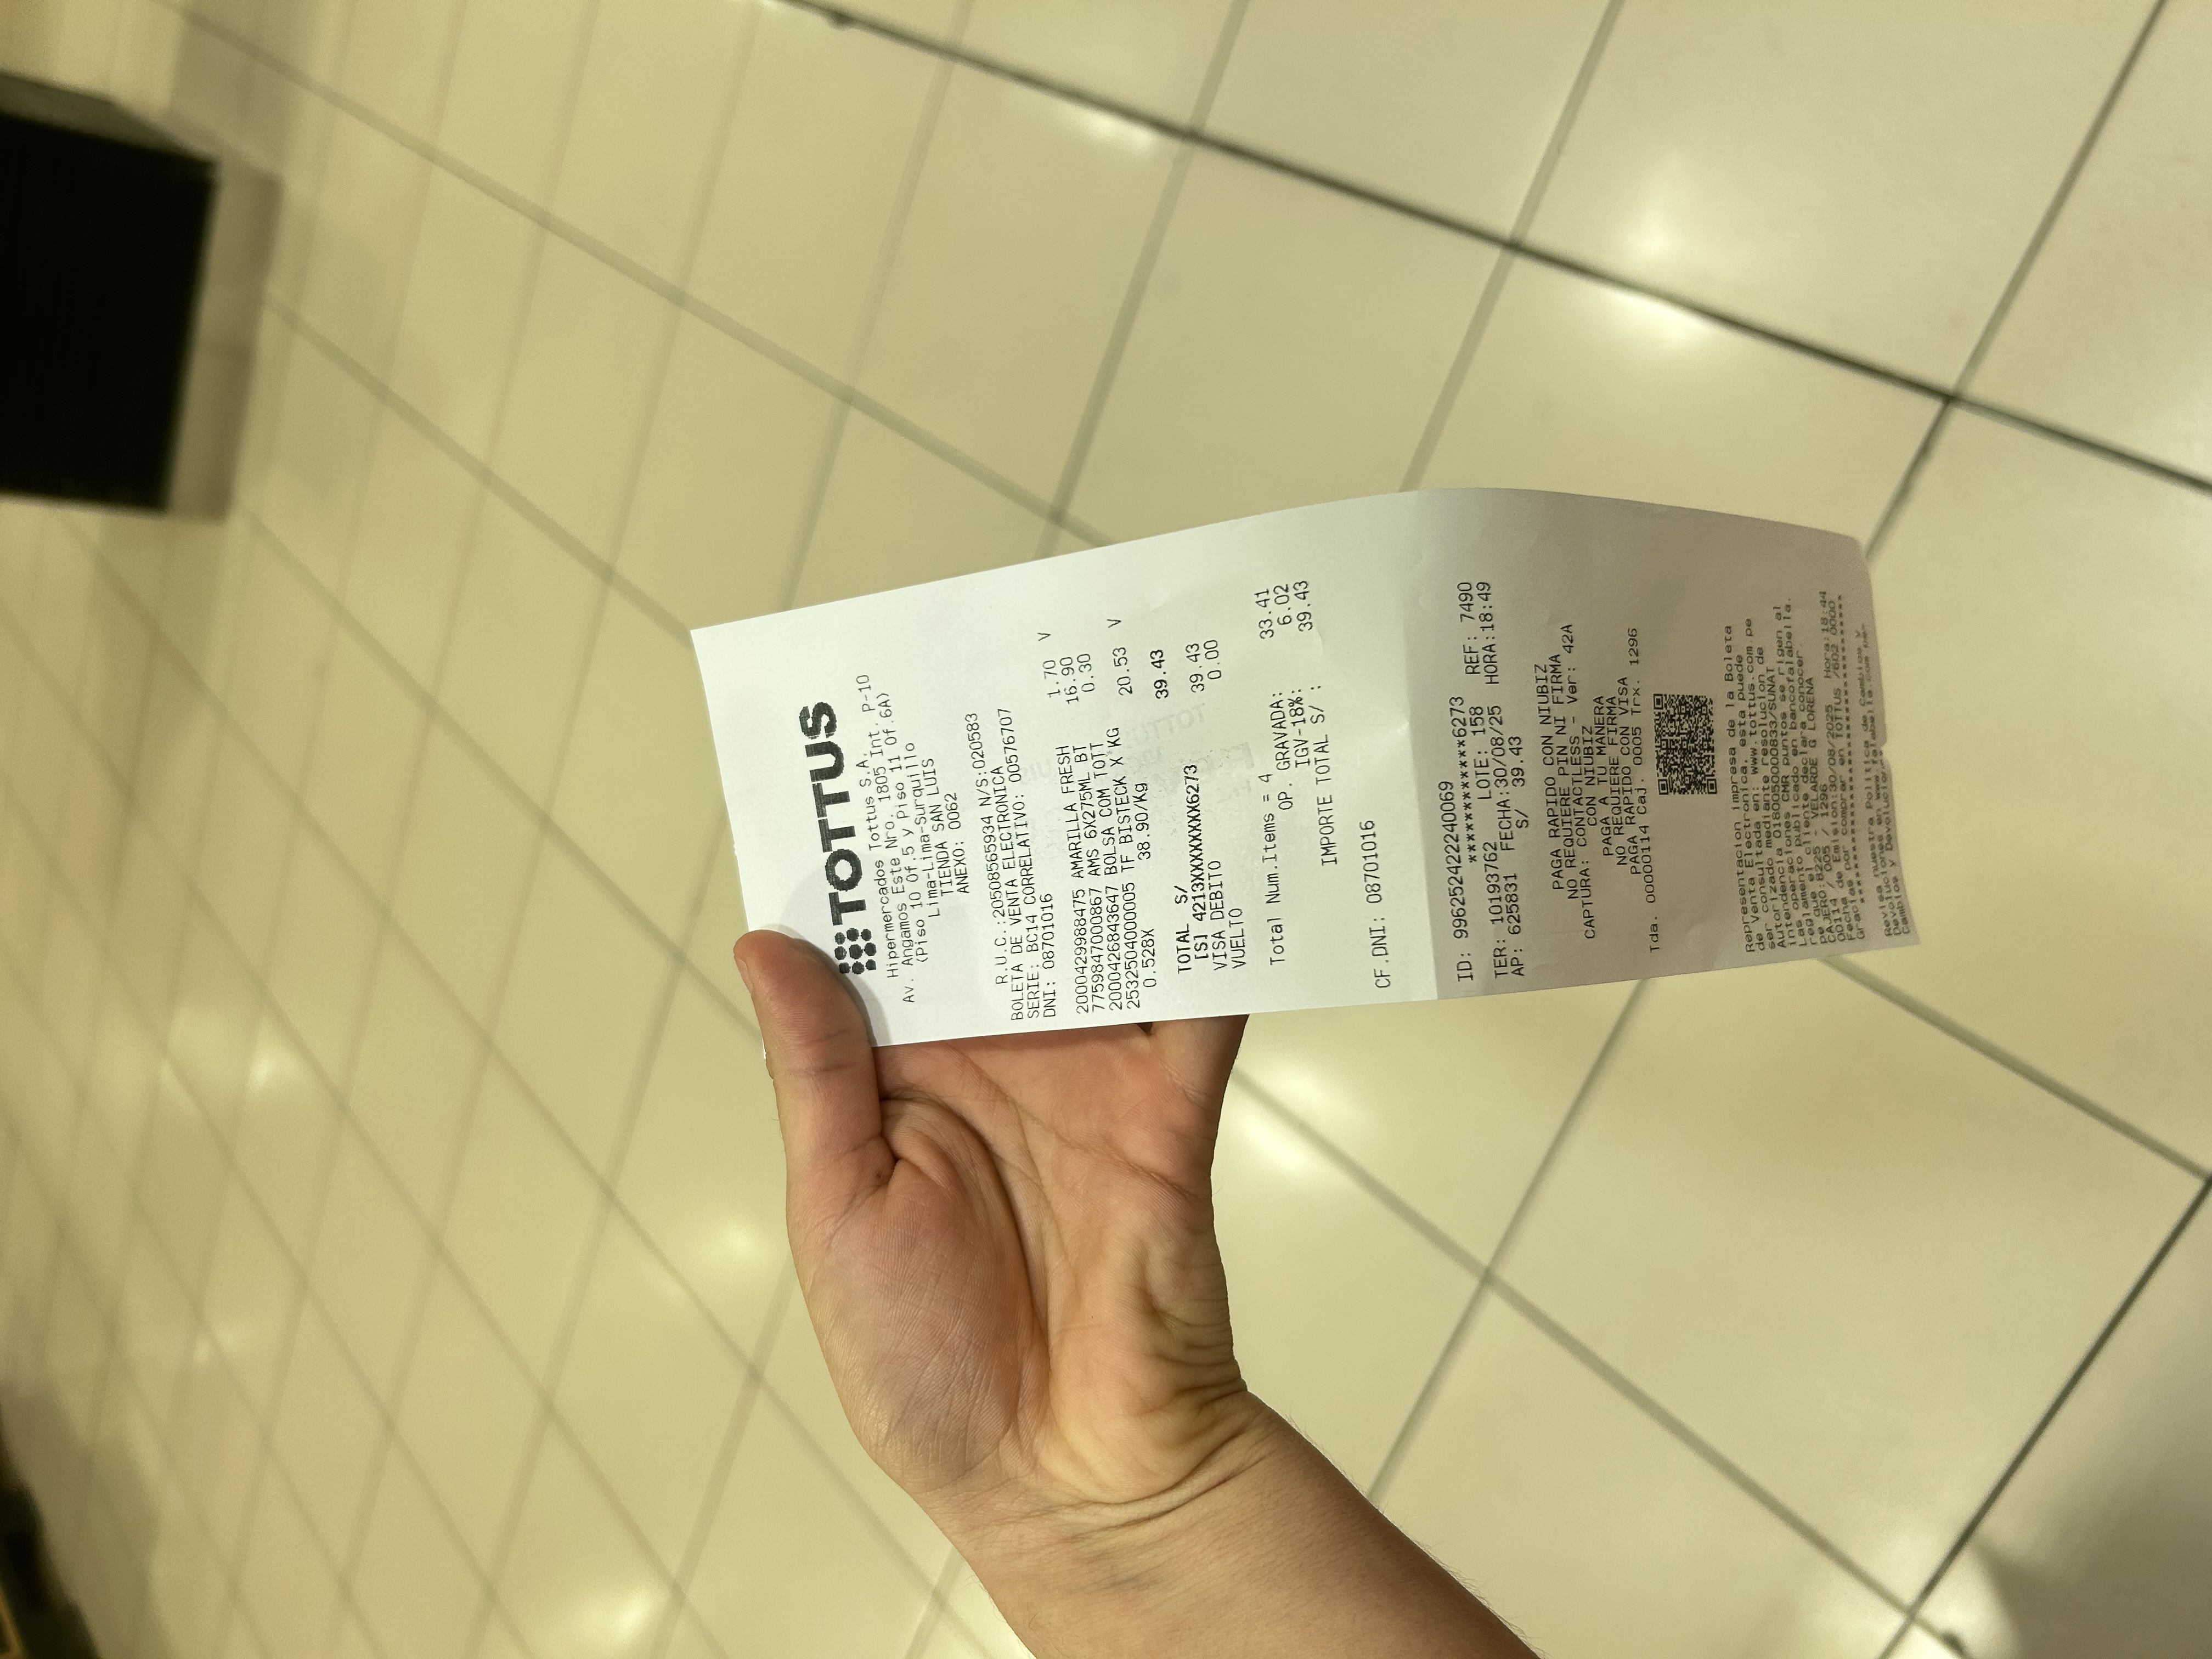 TOTTUS
Hipermercados Tottus S.A.
Av. Angamos Este Nro. 1805 Int. P-10
(Piso 10 Of.5 y Piso 11 Of.6A)
Lima-Lima-Surquillo
TIENDA SAN LUIS
ANEXO: 0062
R.U.C.:20508565934 N/S:020583
BOLETA DE VENTA ELECTRONICA
SERIE: BC14 CORRELATIVO: 00576707
DNI: 08701016
2000429988475 AMARILLA FRESH 1.70 V
7759847000867 AMS 6X275ML BT 16.90
2000426843647 BOLSA COM TOTT 0.30
2532504000005 TF BISTECK X KG 20.53 V
0.528X 38.90/Kg
TOTAL S/ 39.43
[S] 4213XXXXXXXX6273
VISA DEBITO 39.43
VUELTO 0.00
Total Num.Items = 4
OP. GRAVADA: 33.41
IGV-18%: 6.02
IMPORTE TOTAL S/ : 39.43
CF.DNI: 08701016
ID: 996252422240069
************6273
TER: 10193762 LOTE: 158 REF: 7490
AP: 625831 FECHA:30/08/25 HORA:18:49
S/ 39.43
PAGA RAPIDO CON NIUBIZ
NO REQUIERE PIN NI FIRMA
CAPTURA: CONTACTLESS - Ver: 42A
CON NIUBIZ
PAGA A TU MANERA
NO REQUIERE FIRMA
PAGA RAPIDO CON VISA
Tda. 00000114 Caj. 0005 Trx. 1296
Representacion impresa de la Boleta
de Venta Electronica, esta puede
ser consultada en: www.tottus.com.pe
Autorizado mediante resolucion de
intendencia 0180050000833/SUNAT
Las operaciones CMR puntos se rigen al
reglamento publicado en bancofalabella.
pe que el cliente declara conocer.
CAJERO:8225 - VELARDE G LORENA
00114 / 005 / 1296
Fecha de Emision:30/08/2025 Hora:18:44
Gracias por comprar en TOTTUS /602 0000
Revisa nuestra Politica de Cambios y
Devoluciones en www.falabella.com.pe-
Cambios y